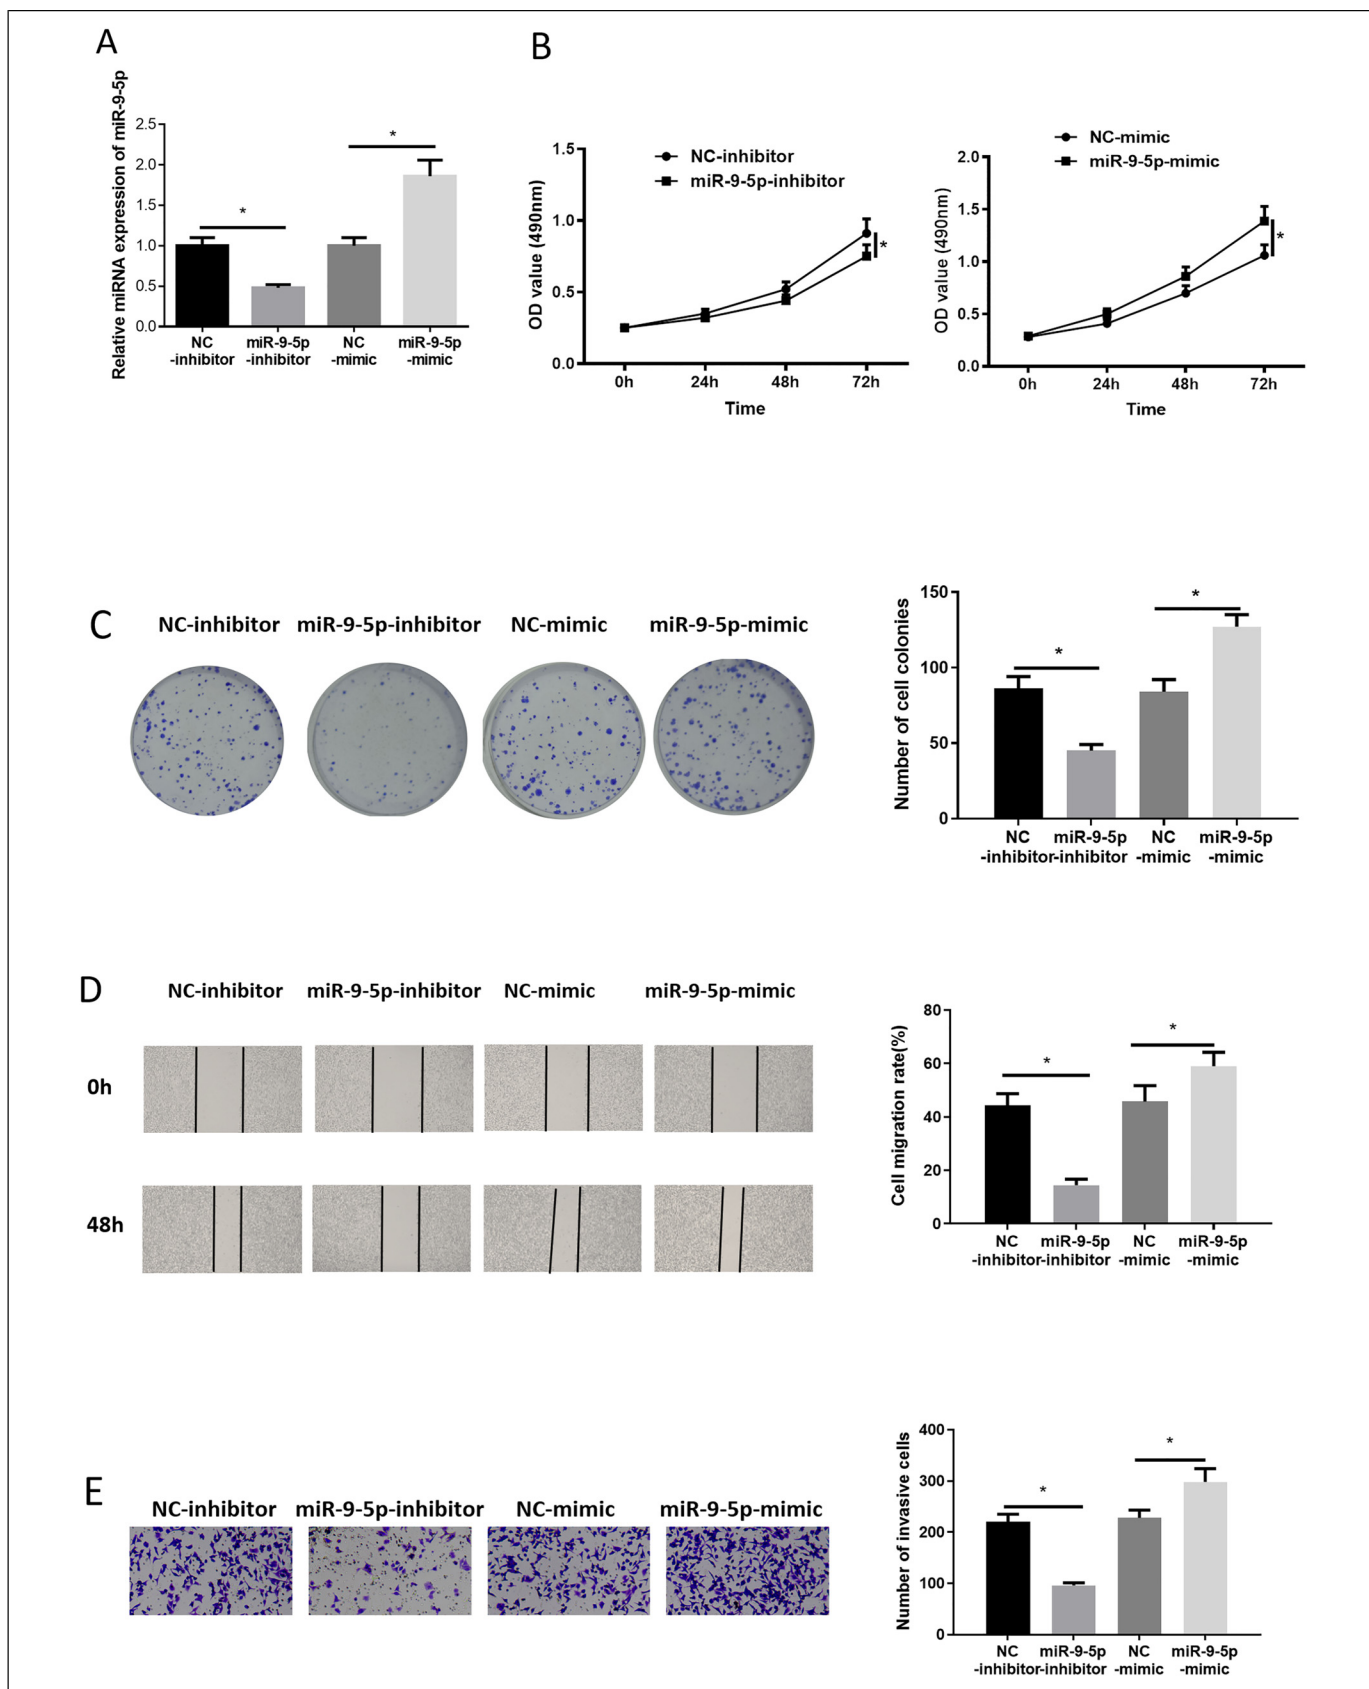 A
Relative miRNA expression of miR-9-5p
2.5
2.0
1.5
1.0
0.5
0.0
*
*
NC
-inhibitor
miR-9-5p
-inhibitor
NC
-mimic
miR-9-5p
-mimic
B
OD value (490nm)
1.5
1.0
0.5
0.0
NC-inhibitor
miR-9-5p-inhibitor
*
0h 24h 48h 72h
Time
OD value (490nm)
2.0
1.5
1.0
0.5
0.0
NC-mimic
miR-9-5p-mimic
*
0h 24h 48h 72h
Time
C
NC-inhibitor miR-9-5p-inhibitor NC-mimic miR-9-5p-mimic
Number of cell colonies
150
100
50
0
*
*
NC
-inhibitor
miR-9-5p
-inhibitor
NC
-mimic
miR-9-5p
-mimic
D
NC-inhibitor miR-9-5p-inhibitor NC-mimic miR-9-5p-mimic
0h
48h
Cell migration rate(%)
80
60
40
20
0
*
*
NC
-inhibitor
miR-9-5p
-inhibitor
NC
-mimic
miR-9-5p
-mimic
E
NC-inhibitor miR-9-5p-inhibitor NC-mimic miR-9-5p-mimic
Number of invasive cells
400
300
200
100
0
*
*
NC
-inhibitor
miR-9-5p
-inhibitor
NC
-mimic
miR-9-5p
-mimic